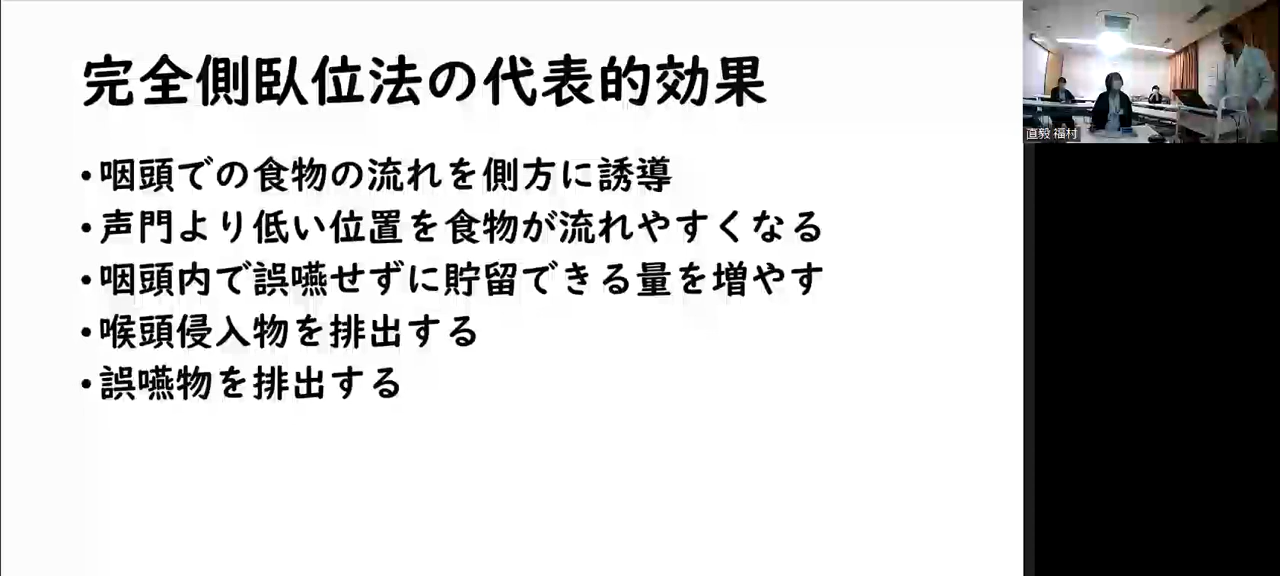 完全側臥位法の代表的効果
•咽頭での食物の流れを側方に誘導
•声門より低い位置を食物が流れやすくなる
•咽頭内で誤嚥せずに貯留できる量を増やす
•喉頭侵入物を排出する
•誤嚥物を排出する
直毅 福村